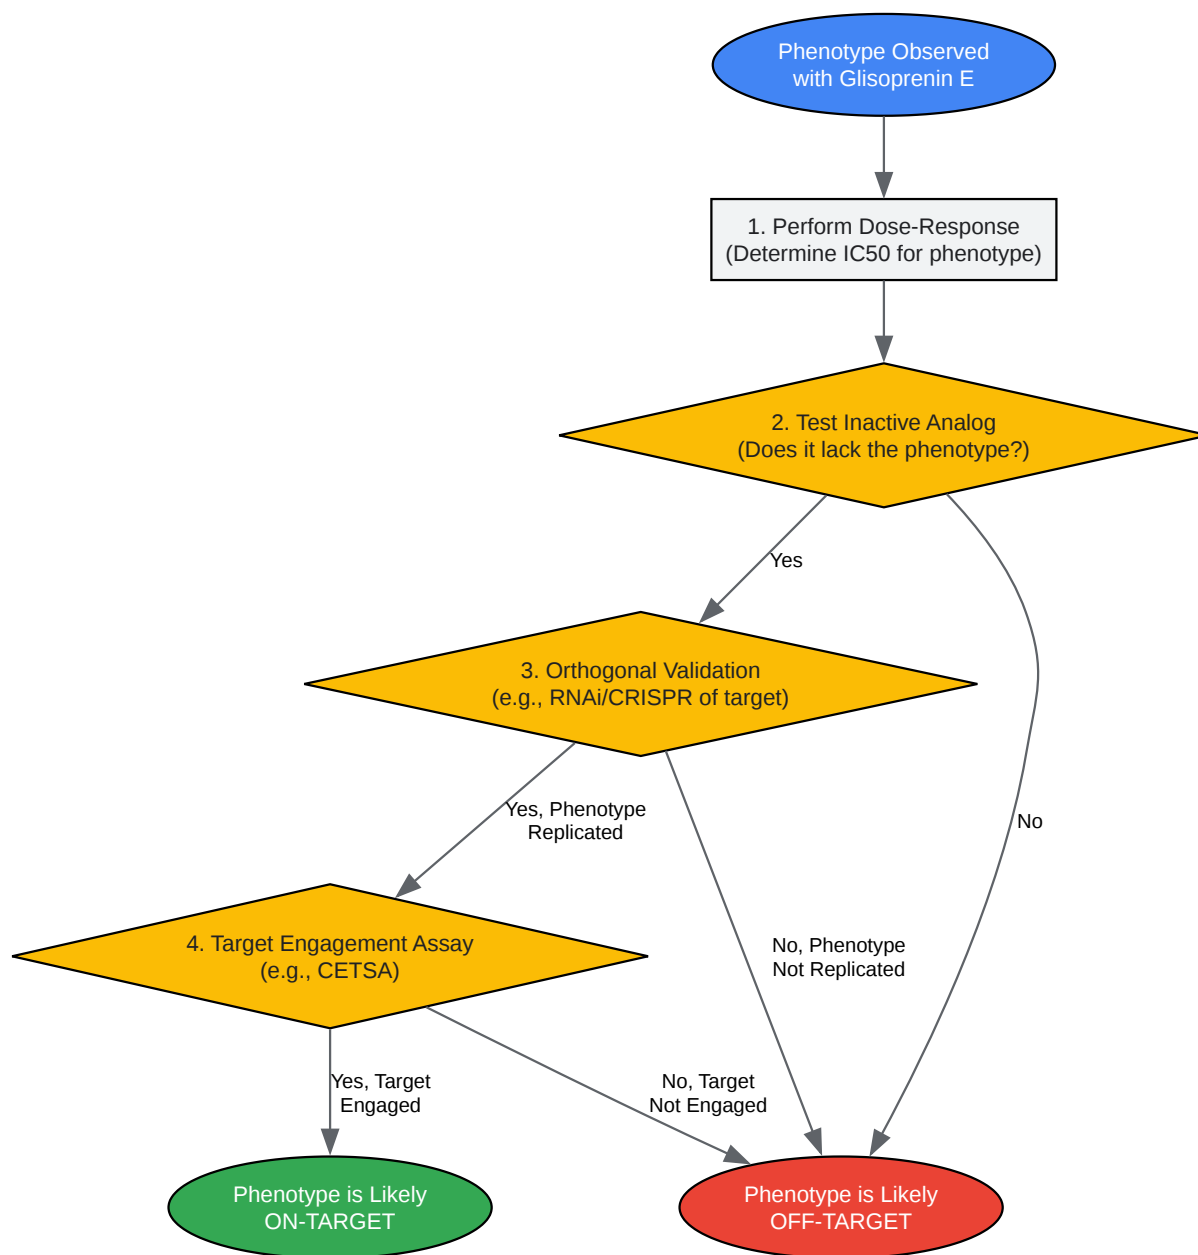 Phenotype Observed
with Glisoprenin E
1. Perform Dose-Response
(Determine IC50 for phenotype)
2. Test Inactive Analog
(Does it lack the phenotype?)
Yes
3. Orthogonal Validation
(e.g., RNAi/CRISPR of target)
Yes, Phenotype
Replicated
No
4. Target Engagement Assay
(e.g., CETSA)
No, Phenotype
Not Replicated
Yes, Target
Engaged
No, Target
Not Engaged
Phenotype is Likely
ON-TARGET
Phenotype is Likely
OFF-TARGET